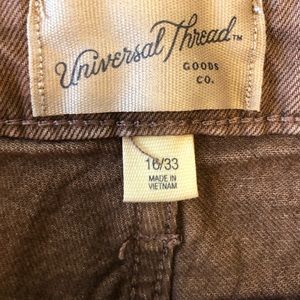 Universal Thread™
GOODS
CO.
16/33
MADE IN
VIETNAM